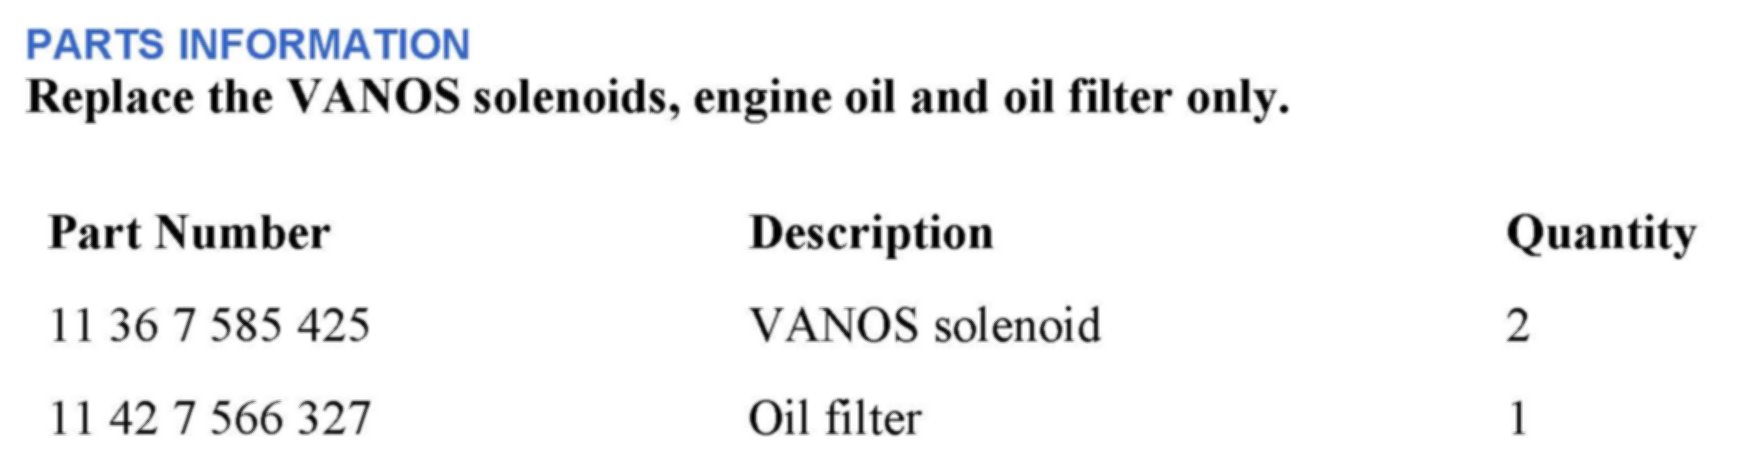 PARTS INFORMATION
Replace the VANOS solenoids, engine oil and oil filter only.
Part Number Description Quantity
11 36 7 585 425 VANOS solenoid 2
11 42 7 566 327 Oil filter 1